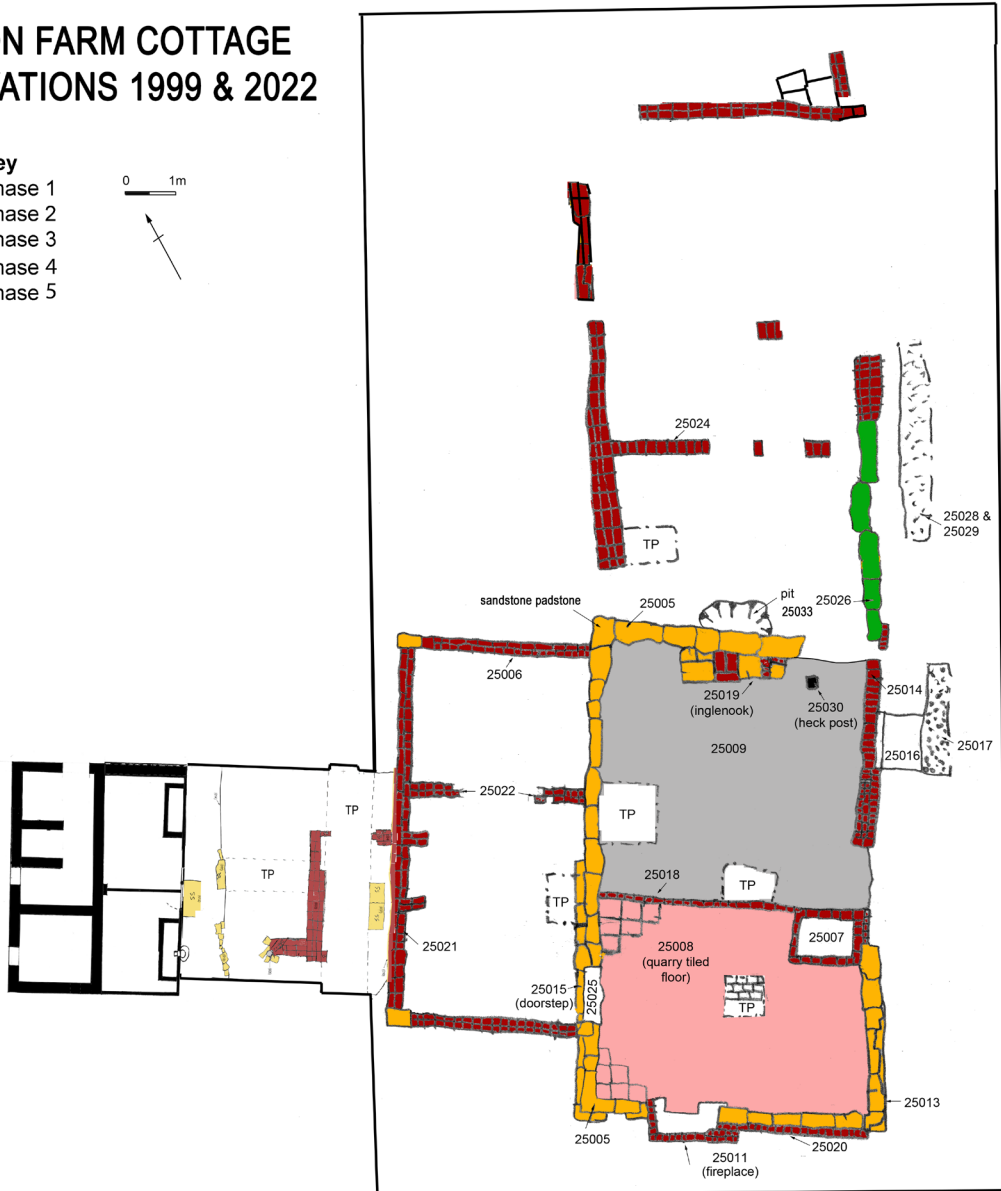 N FARM COTTAGE
ATIONS 1999 & 2022
ey
hase 1
hase 2
hase 3
hase 4
hase 5
0 1m
25024
25028 &
25029
TP
pit
25033
25026
sandstone padstone
25005
25006
25019
(inglenook)
25030
(heck post)
25014
25009
25016
25017
25022
TP
TP
TP
25018
TP
TP
SS
SS
SS
25007
25021
25008
(quarry tiled
floor)
25015
(doorstep)
25025
TP
25013
25005
25020
25011
(fireplace)